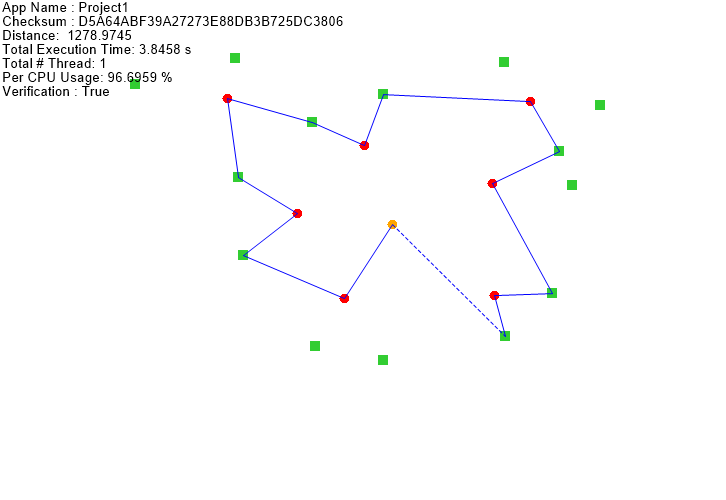 App Name : Project1
Checksum : D5A64ABF39A27273E88DB3B725DC3806
Distance:  1278.9745
Total Execution Time: 3.8458 s
Total # Thread: 1
Per CPU Usage: 96.6959 %
Verification : True